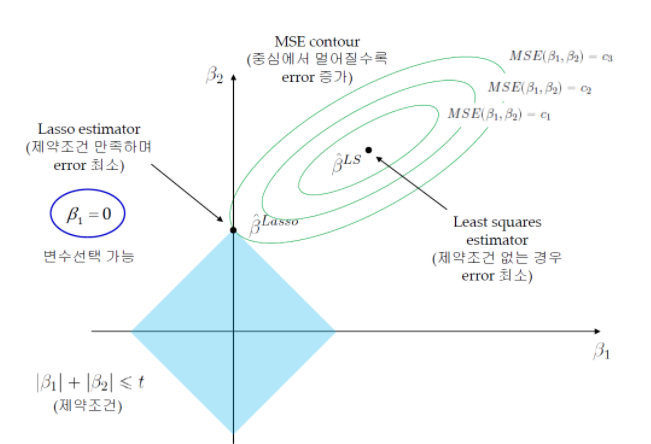 MSE contour
(중심에서 멀어질수록
error 증가)
MSE(β₁, β₂) = c₃
MSE(β₁, β₂) = c₂
MSE(β₁, β₂) = c₁
β₂
Lasso estimator
(제약조건 만족하며
error 최소)
β̂ᴸˢ
β₁ = 0
β̂ᴸᵃˢˢᵒ
변수선택 가능
Least squares
estimator
(제약조건 없는 경우
error 최소)
β₁
|β₁| + |β₂| ⩽ t
(제약조건)